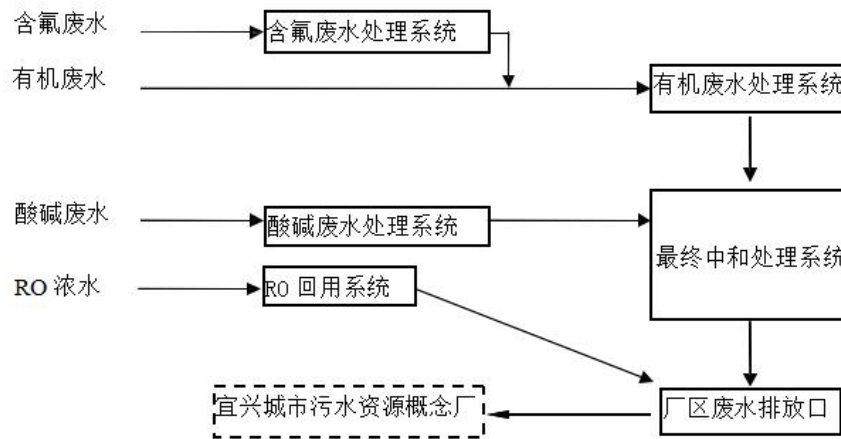 含氟废水
含氟废水处理系统
有机废水
有机废水处理系统
酸碱废水
酸碱废水处理系统
最终中和处理系统
RO 浓水
RO 回用系统
宜兴城市污水资源概念厂
厂区废水排放口